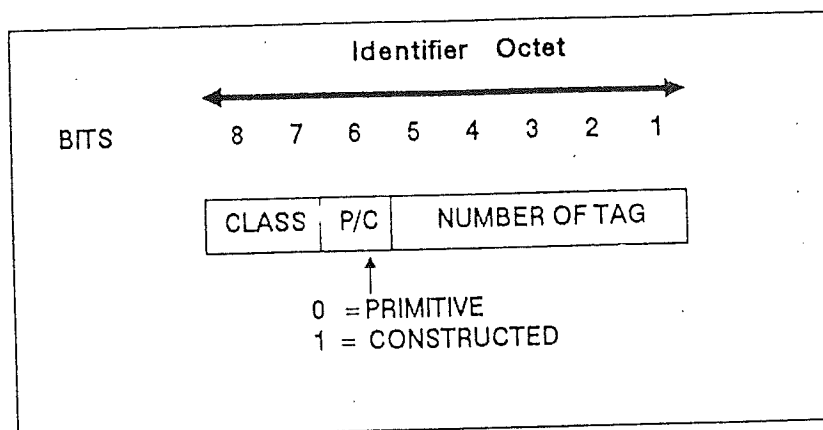 Identifier Octet
BITS 8 7 6 5 4 3 2 1
CLASS P/C NUMBER OF TAG
0 = PRIMITIVE
1 = CONSTRUCTED